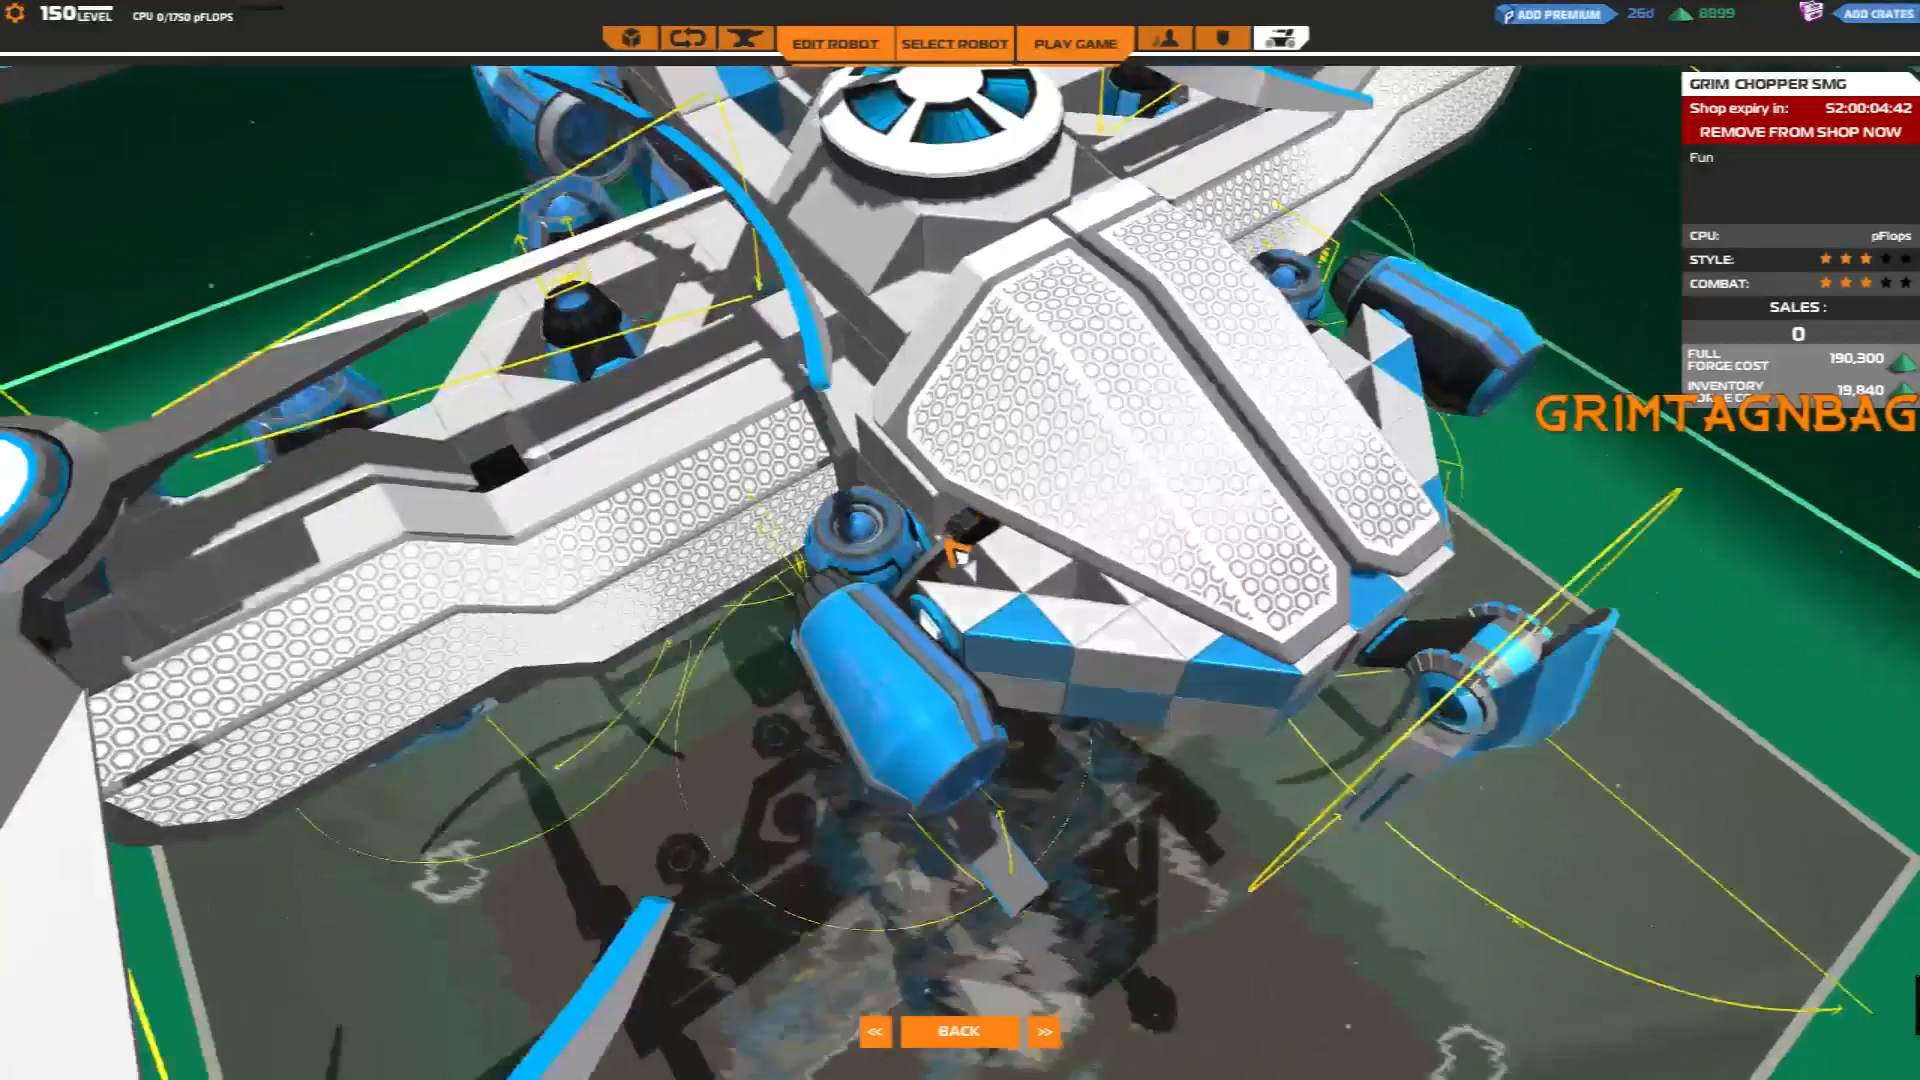 150 LEVEL
CPU 0/1750 pFLOPS
ADD PREMIUM
26d
8899
ADD CRATES
EDIT ROBOT
SELECT ROBOT
PLAY GAME
GRIM CHOPPER SMG
Shop expiry in: 52:00:04:42
REMOVE FROM SHOP NOW
Fun
CPU: pFlops
STYLE:
COMBAT:
SALES :
0
FULL
FORGE COST 190,300
INVENTORY 19,840
GRIMTAGNBAG
<< BACK >>